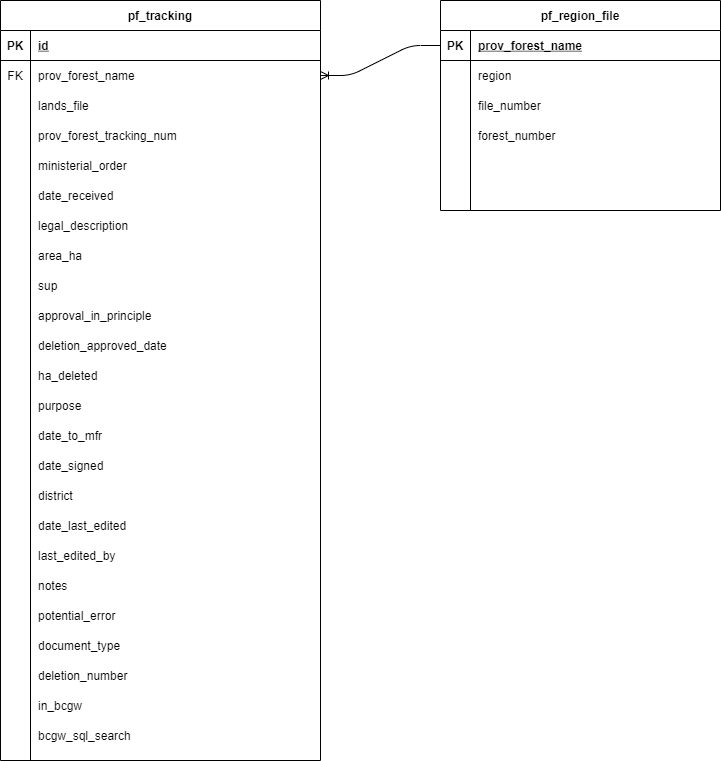 pf_tracking
PK id
FK prov_forest_name
lands_file
prov_forest_tracking_num
ministerial_order
date_received
legal_description
area_ha
sup
approval_in_principle
deletion_approved_date
ha_deleted
purpose
date_to_mfr
date_signed
district
date_last_edited
last_edited_by
notes
potential_error
document_type
deletion_number
in_bcgw
bcgw_sql_search
pf_region_file
PK prov_forest_name
region
file_number
forest_number